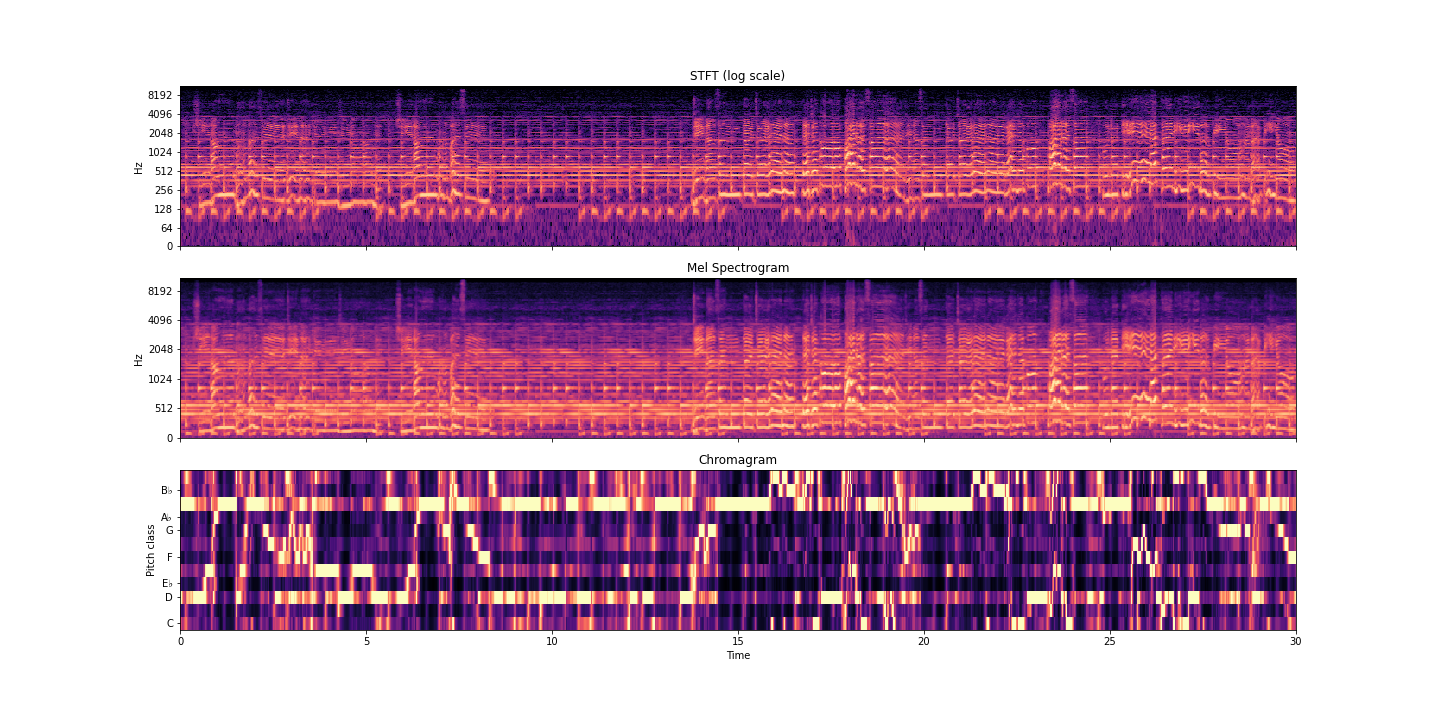 STFT (log scale)
8192
4096
2048
1024
512
256
128
64
0
Hz
Mel Spectrogram
8192
4096
2048
1024
512
0
Hz
Chromagram
B♭
A♭
G
F
E♭
D
C
Pitch class
0 5 10 15 20 25 30
Time